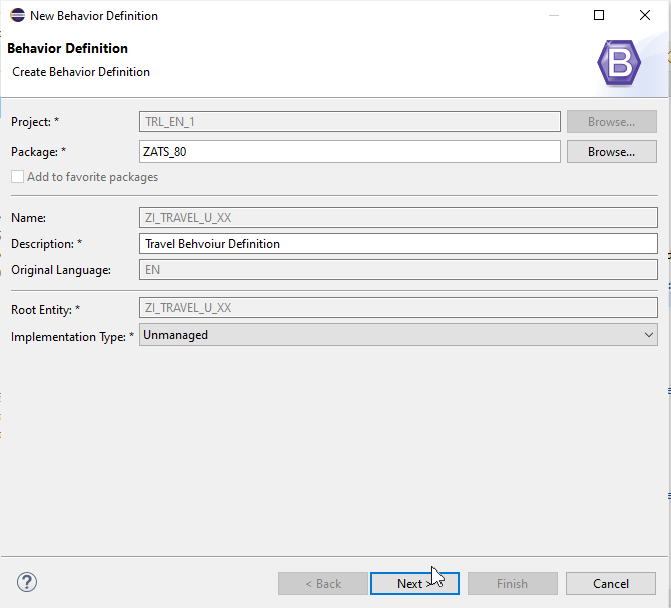 New Behavior Definition
Behavior Definition
Create Behavior Definition
B
Project: * TRL_EN_1 Browse...
Package: * ZATS_80 Browse...
Add to favorite packages
Name: ZI_TRAVEL_U_XX
Description: * Travel Behvoiur Definition
Original Language: EN
Root Entity: * ZI_TRAVEL_U_XX
Implementation Type: * Unmanaged
? < Back Next > Finish Cancel